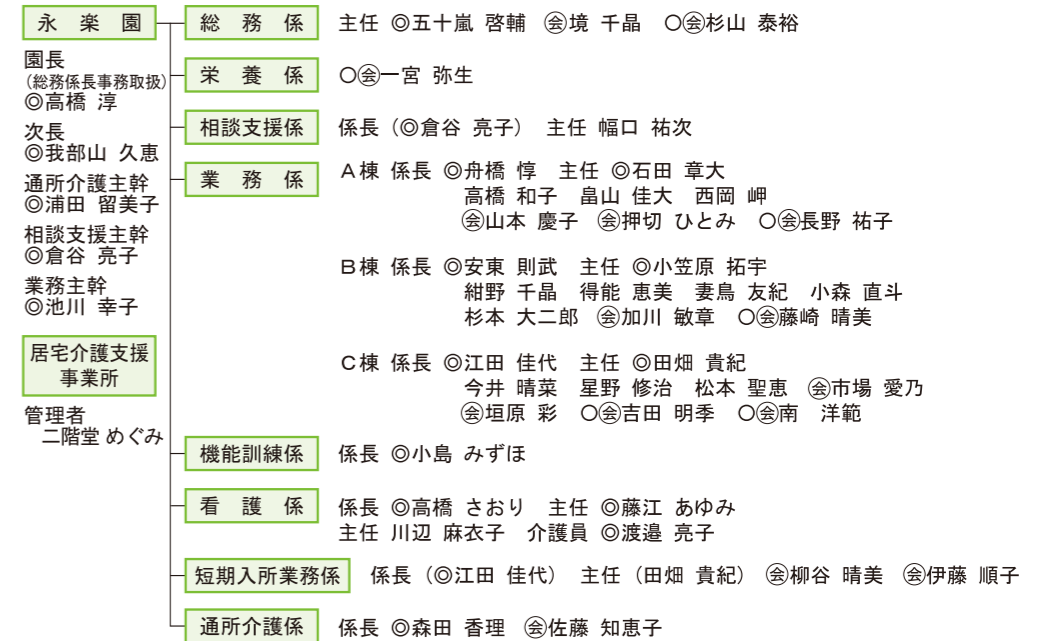 永楽園
園長
(総務係長事務取扱)
◎高橋 淳
次長
◎我部山 久恵
通所介護主幹
◎浦田 留美子
相談支援主幹
◎倉谷 亮子
業務主幹
◎池川 幸子
居宅介護支援
事業所
管理者
二階堂 めぐみ
総務係 主任 ◎五十嵐 啓輔 ㊓境 千晶 ○㊓杉山 泰裕
栄養係 ○㊓一宮 弥生
相談支援係 係長（◎倉谷 亮子） 主任 幅口 祐次
業務係 A棟 係長 ◎舟橋 惇 主任 ◎石田 章大
高橋 和子 畠山 佳大 西岡 岬
㊓山本 慶子 ㊓押切 ひとみ ○㊓長野 祐子
B棟 係長 ◎安東 則武 主任 ◎小笠原 拓宇
紺野 千晶 得能 恵美 妻鳥 友紀 小森 直斗
杉本 大二郎 ㊓加川 敏章 ○㊓藤崎 晴美
C棟 係長 ◎江田 佳代 主任 ◎田畑 貴紀
今井 晴菜 星野 修治 松本 聖恵 ㊓市場 愛乃
㊓垣原 彩 ○㊓吉田 明季 ○㊓南 洋範
機能訓練係 係長 ◎小島 みずほ
看護係 係長 ◎高橋 さおり 主任 ◎藤江 あゆみ
主任 川辺 麻衣子 介護員 ◎渡邉 亮子
短期入所業務係 係長（◎江田 佳代） 主任（田畑 貴紀） ㊓柳谷 晴美 ㊓伊藤 順子
通所介護係 係長 ◎森田 香理 ㊓佐藤 知恵子